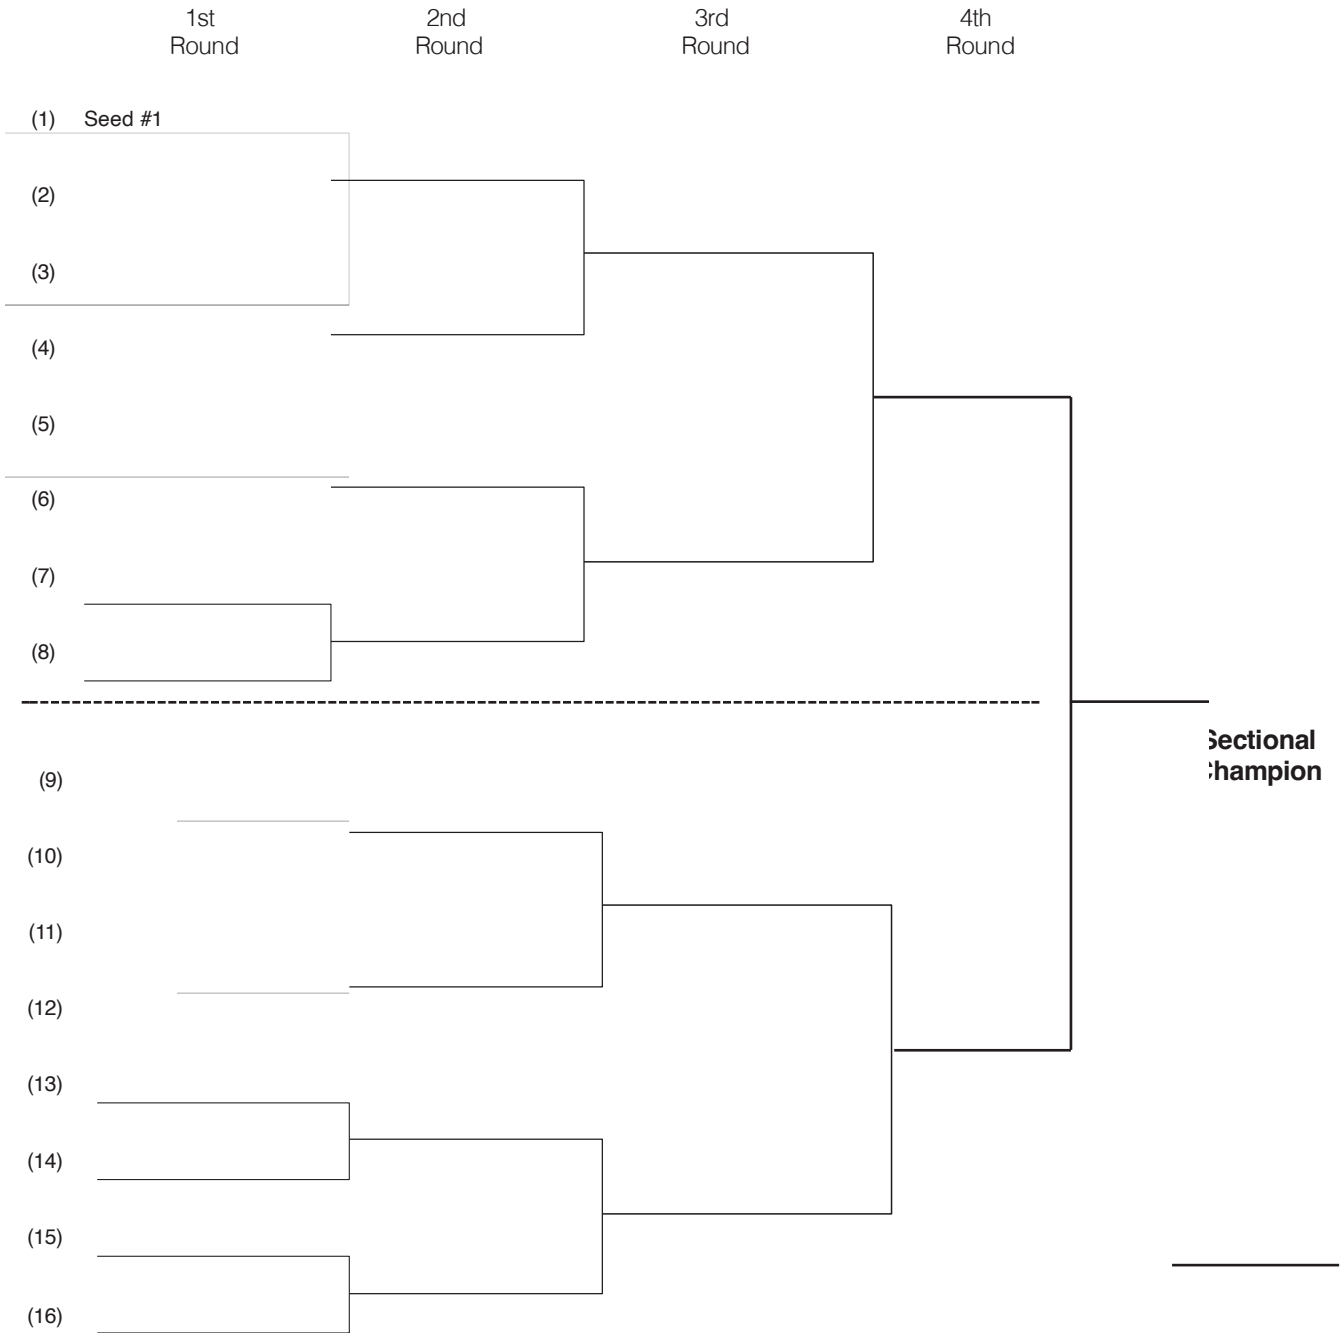 1st
Round
2nd
Round
3rd
Round
4th
Round
(1) Seed #1
(2)
(3)
(4)
(5)
(6)
(7)
(8)
Sectional
Champion
(9)
(10)
(11)
(12)
(13)
(14)
(15)
(16)